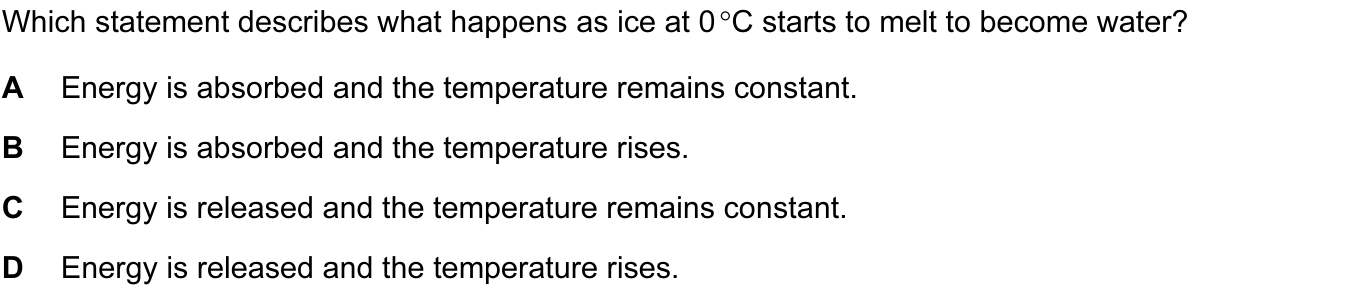 Which statement describes what happens as ice at 0 °C starts to melt to become water?
A Energy is absorbed and the temperature remains constant.
B Energy is absorbed and the temperature rises.
C Energy is released and the temperature remains constant.
D Energy is released and the temperature rises.